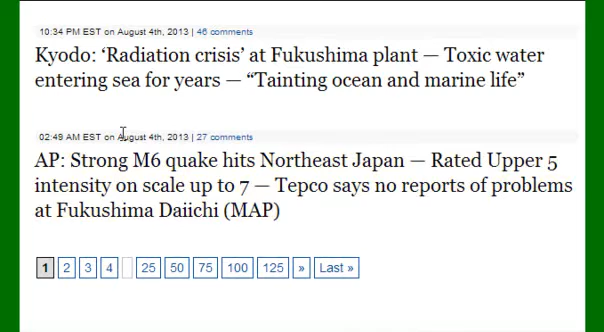 10:34 PM EST on August 4th, 2013 | 46 comments
Kyodo: ‘Radiation crisis’ at Fukushima plant — Toxic water
entering sea for years — “Tainting ocean and marine life”
02:49 AM EST on August 4th, 2013 | 27 comments
AP: Strong M6 quake hits Northeast Japan — Rated Upper 5
intensity on scale up to 7 — Tepco says no reports of problems
at Fukushima Daiichi (MAP)
1 2 3 4 25 50 75 100 125 » Last »